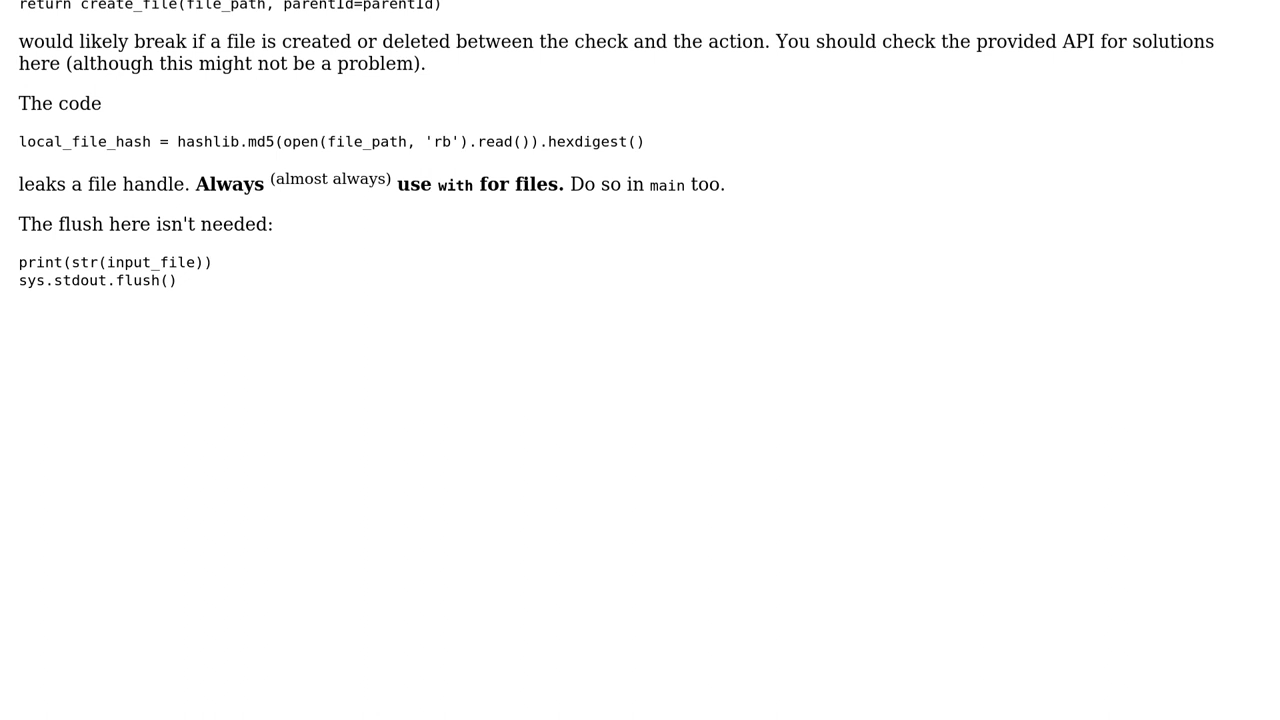 return create_file(file_path, parentId=parentId)
would likely break if a file is created or deleted between the check and the action. You should check the provided API for solutions
here (although this might not be a problem).
The code
local_file_hash = hashlib.md5(open(file_path, 'rb').read()).hexdigest()
leaks a file handle. Always (almost always) use with for files. Do so in main too.
The flush here isn't needed:
print(str(input_file))
sys.stdout.flush()